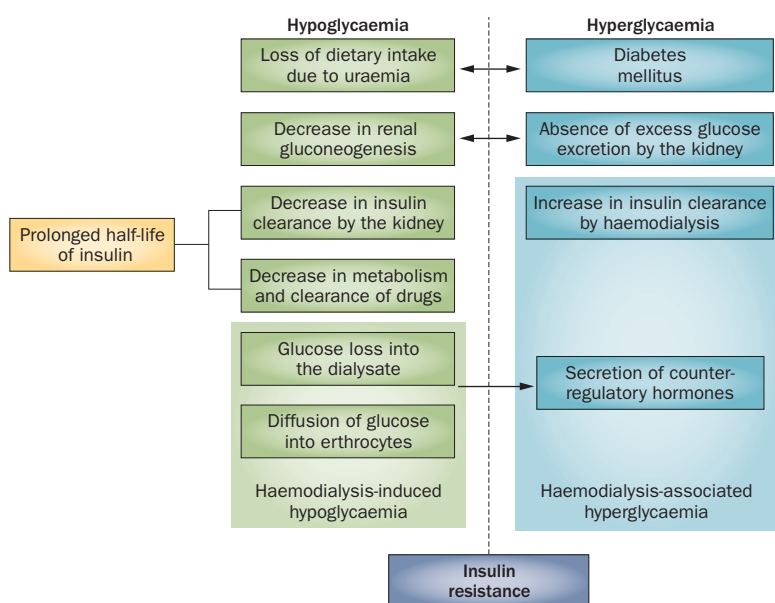 Hypoglycaemia
Hyperglycaemia
Loss of dietary intake
due to uraemia
Diabetes
mellitus
Decrease in renal
gluconeogenesis
Absence of excess glucose
excretion by the kidney
Prolonged half-life
of insulin
Decrease in insulin
clearance by the kidney
Increase in insulin clearance
by haemodialysis
Decrease in metabolism
and clearance of drugs
Glucose loss into
the dialysate
Secretion of counter-
regulatory hormones
Diffusion of glucose
into erthrocytes
Haemodialysis-induced
hypoglycaemia
Haemodialysis-associated
hyperglycaemia
Insulin
resistance